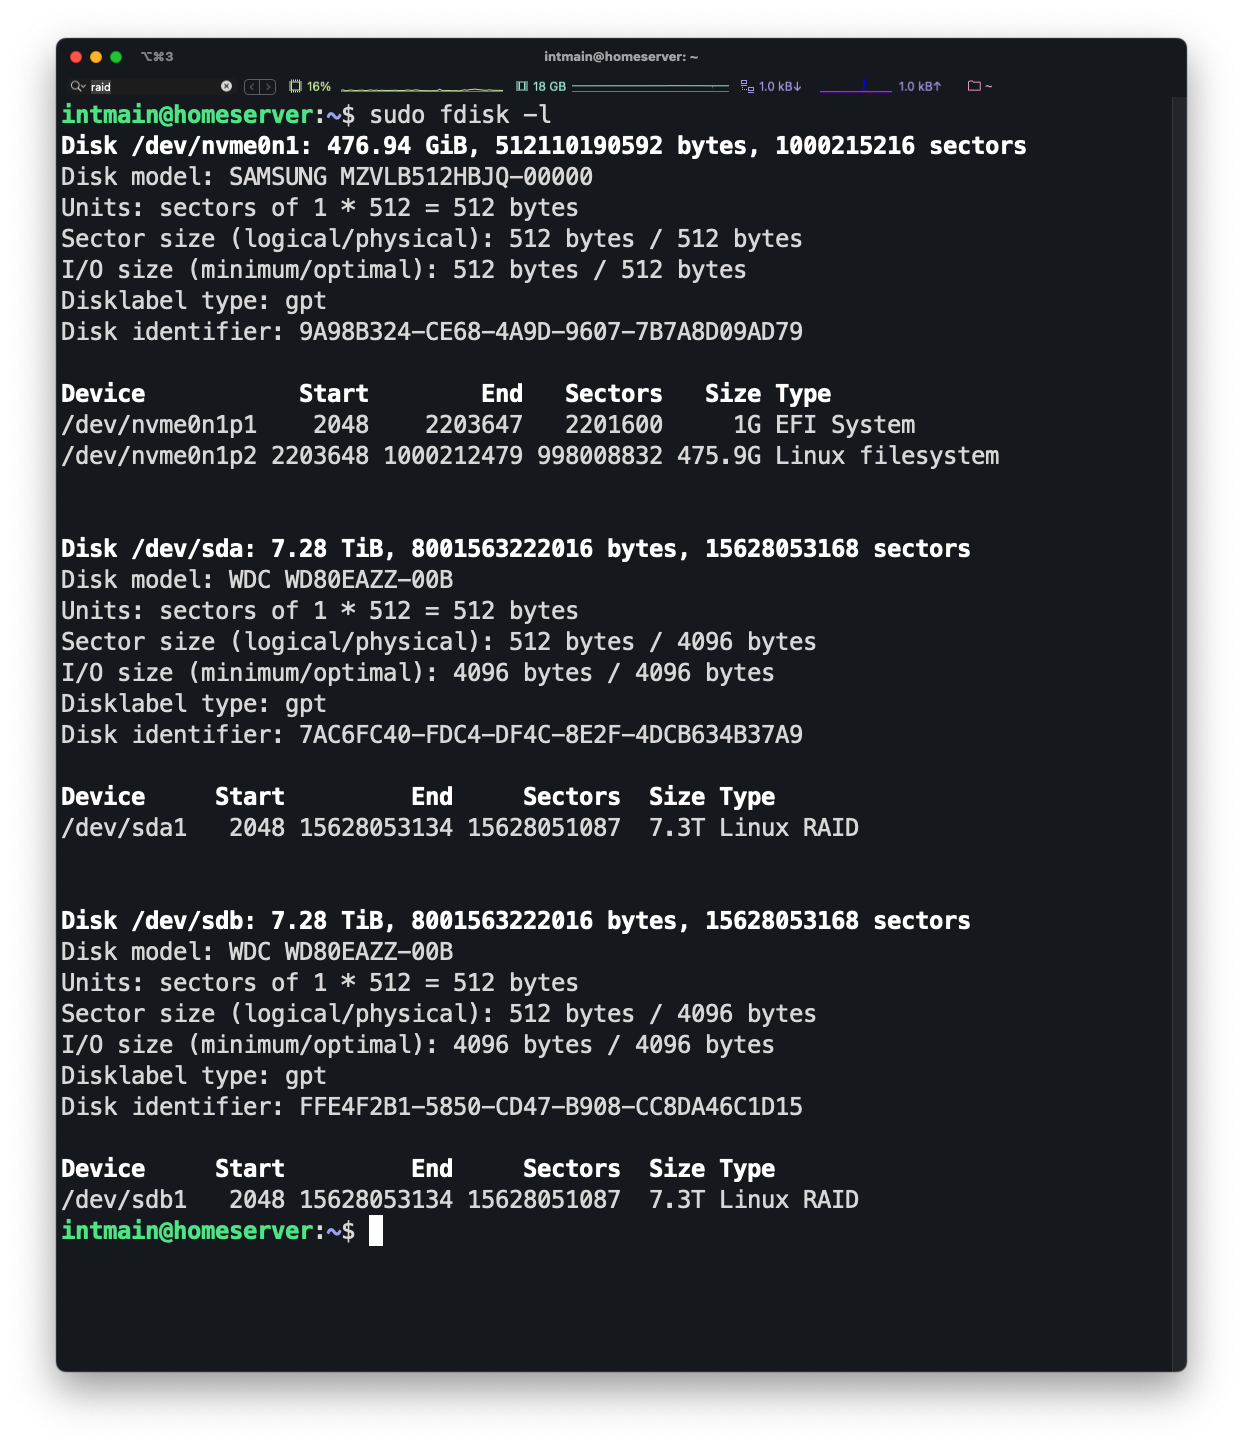 ⌥⌘3 intmain@homeserver: ~
raid 16% 18 GB 1.0 kB↓ 1.0 kB↑ ~
intmain@homeserver:~$ sudo fdisk -l
Disk /dev/nvme0n1: 476.94 GiB, 512110190592 bytes, 1000215216 sectors
Disk model: SAMSUNG MZVLB512HBJQ-00000
Units: sectors of 1 * 512 = 512 bytes
Sector size (logical/physical): 512 bytes / 512 bytes
I/O size (minimum/optimal): 512 bytes / 512 bytes
Disklabel type: gpt
Disk identifier: 9A98B324-CE68-4A9D-9607-7B7A8D09AD79
Device Start End Sectors Size Type
/dev/nvme0n1p1 2048 2203647 2201600 1G EFI System
/dev/nvme0n1p2 2203648 1000212479 998008832 475.9G Linux filesystem
Disk /dev/sda: 7.28 TiB, 8001563222016 bytes, 15628053168 sectors
Disk model: WDC WD80EAZZ-00B
Units: sectors of 1 * 512 = 512 bytes
Sector size (logical/physical): 512 bytes / 4096 bytes
I/O size (minimum/optimal): 4096 bytes / 4096 bytes
Disklabel type: gpt
Disk identifier: 7AC6FC40-FDC4-DF4C-8E2F-4DCB634B37A9
Device Start End Sectors Size Type
/dev/sda1 2048 15628053134 15628051087 7.3T Linux RAID
Disk /dev/sdb: 7.28 TiB, 8001563222016 bytes, 15628053168 sectors
Disk model: WDC WD80EAZZ-00B
Units: sectors of 1 * 512 = 512 bytes
Sector size (logical/physical): 512 bytes / 4096 bytes
I/O size (minimum/optimal): 4096 bytes / 4096 bytes
Disklabel type: gpt
Disk identifier: FFE4F2B1-5850-CD47-B908-CC8DA46C1D15
Device Start End Sectors Size Type
/dev/sdb1 2048 15628053134 15628051087 7.3T Linux RAID
intmain@homeserver:~$